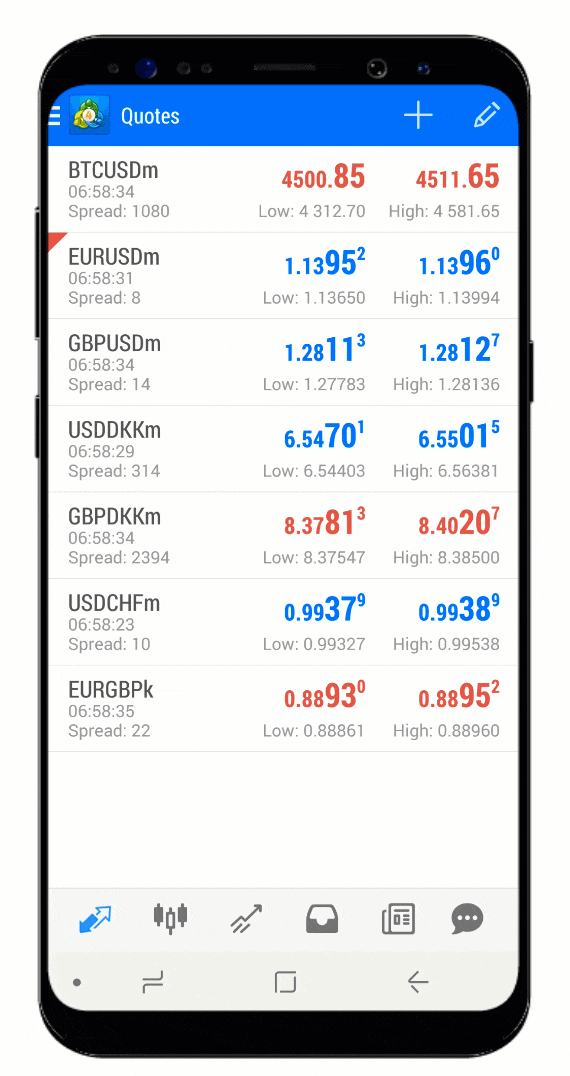 Quotes
BTCUSDm 4500.85 4511.65
06:58:34
Spread: 1080 Low: 4 312.70 High: 4 581.65
EURUSDm 1.13952 1.13960
06:58:31
Spread: 8 Low: 1.13650 High: 1.13994
GBPUSDm 1.28113 1.28127
06:58:34
Spread: 14 Low: 1.27783 High: 1.28136
USDDKKm 6.54701 6.55015
06:58:29
Spread: 314 Low: 6.54403 High: 6.56381
GBPDKKm 8.37813 8.40207
06:58:34
Spread: 2394 Low: 8.37547 High: 8.38500
USDCHFm 0.99379 0.99389
06:58:23
Spread: 10 Low: 0.99327 High: 0.99538
EURGBPk 0.88930 0.88952
06:58:35
Spread: 22 Low: 0.88861 High: 0.88960